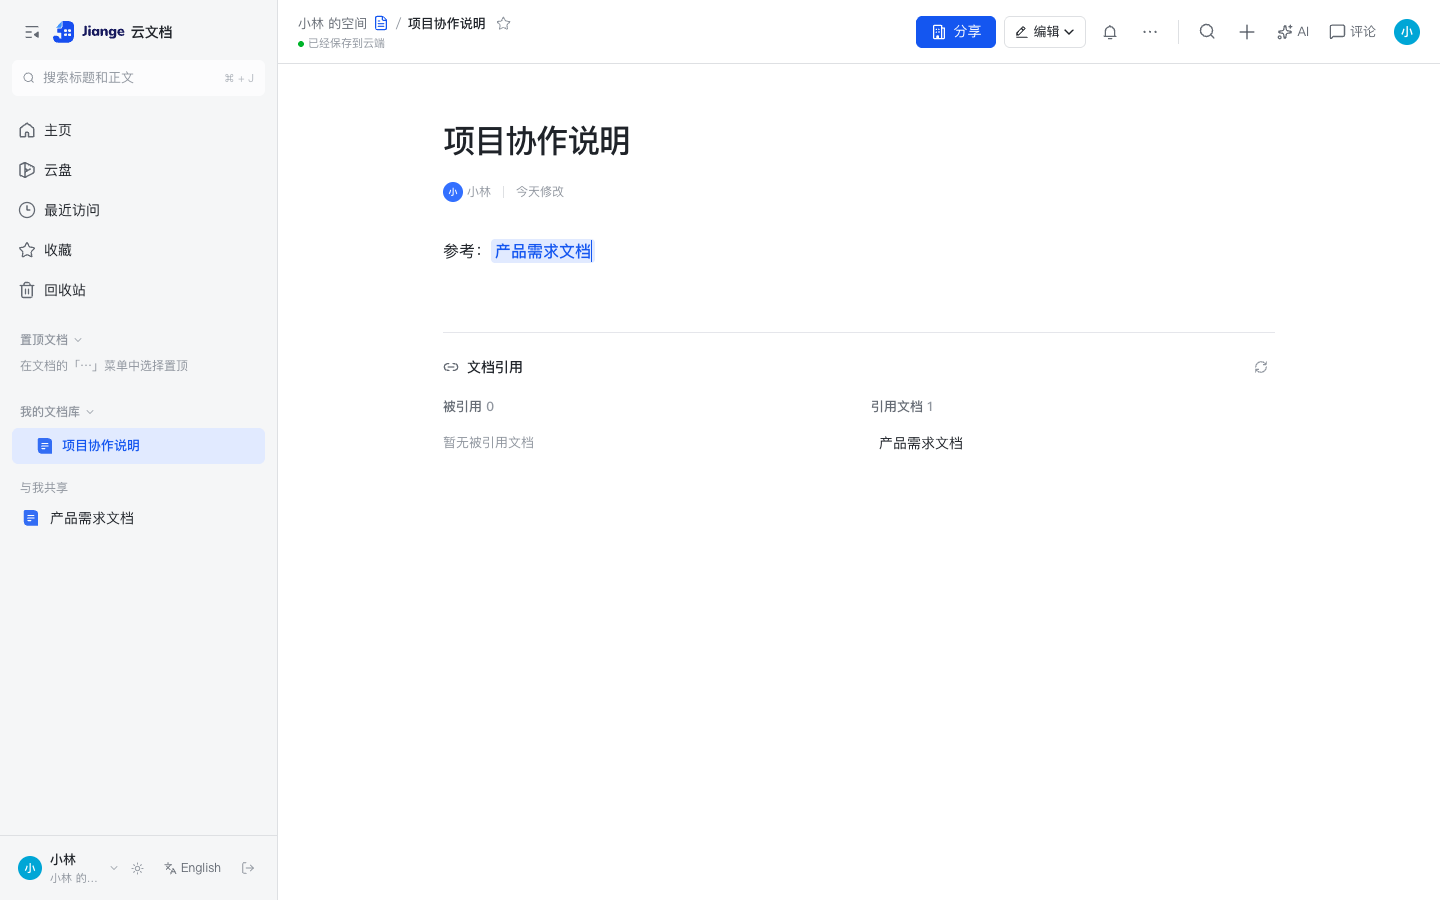 Jiange 云文档
搜索标题和正文 ⌘ + J
主页
云盘
最近访问
收藏
回收站
置顶文档
在文档的「···」菜单中选择置顶
我的文档库
项目协作说明
与我共享
产品需求文档
小 小林
小林 的...
English
小林 的空间 / 项目协作说明
已经保存到云端
分享 编辑 AI 评论 小
项目协作说明
小 小林 今天修改
参考： 产品需求文档
文档引用
被引用 0
暂无被引用文档
引用文档 1
产品需求文档